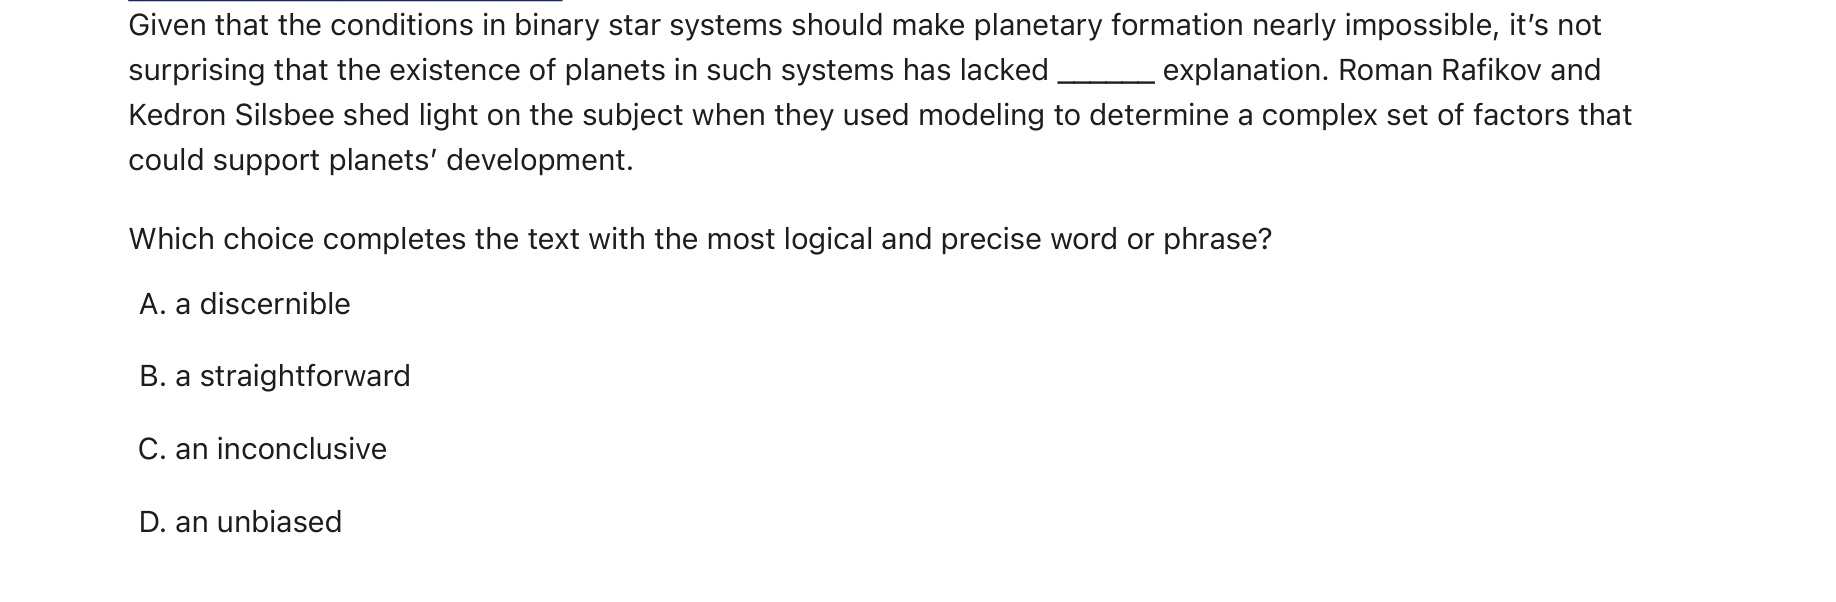 Given that the conditions in binary star systems should make planetary formation nearly impossible, it’s not
surprising that the existence of planets in such systems has lacked ______ explanation. Roman Rafikov and
Kedron Silsbee shed light on the subject when they used modeling to determine a complex set of factors that
could support planets’ development.
Which choice completes the text with the most logical and precise word or phrase?
A. a discernible
B. a straightforward
C. an inconclusive
D. an unbiased